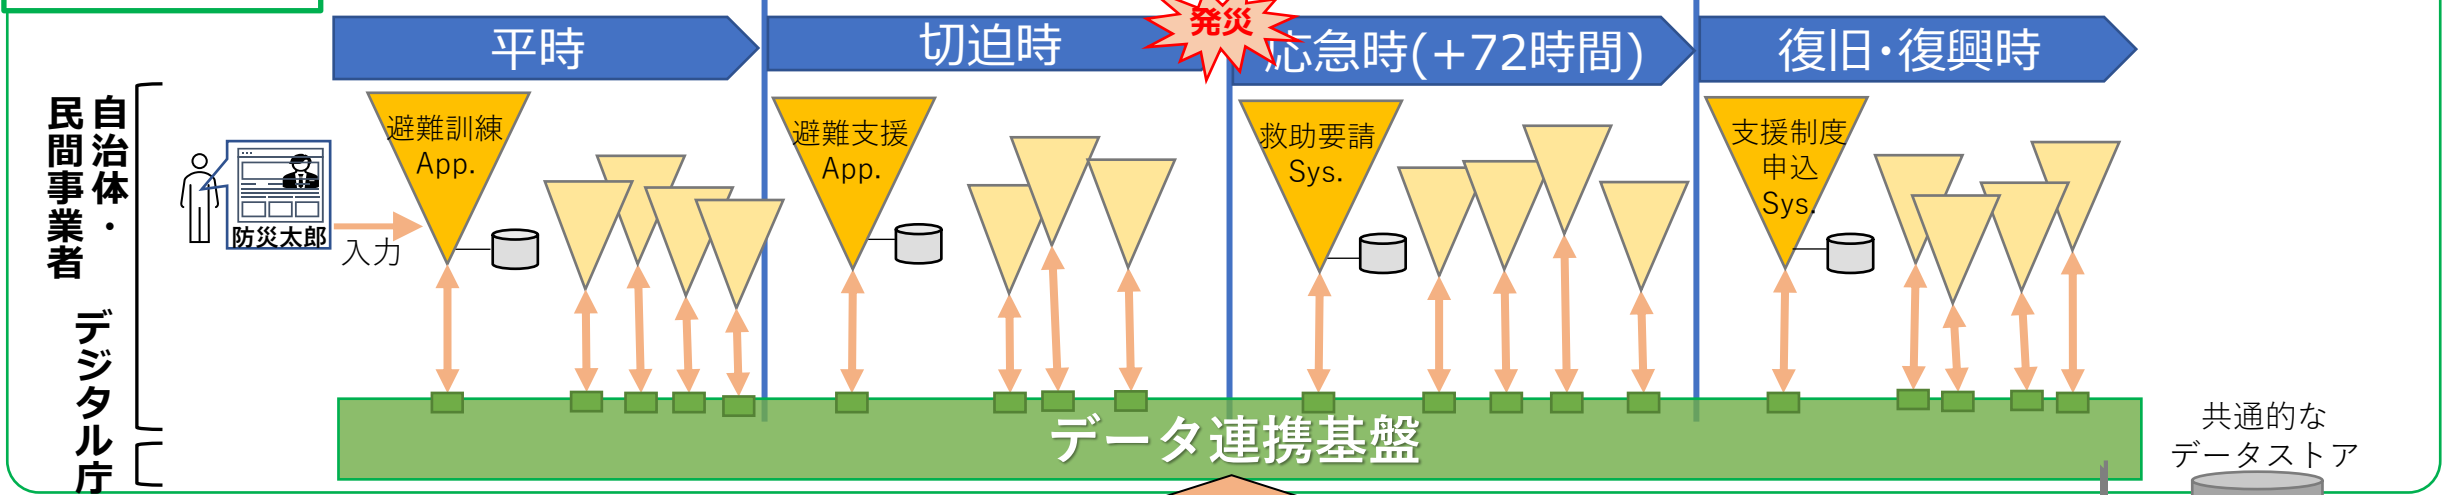 平時
切迫時
発災
応急時(+72時間)
復旧・復興時
自治体・
民間事業者
デジタル庁
防災太郎
入力
避難訓練
App.
避難支援
App.
救助要請
Sys.
支援制度
申込
Sys.
データ連携基盤
共通的な
データストア